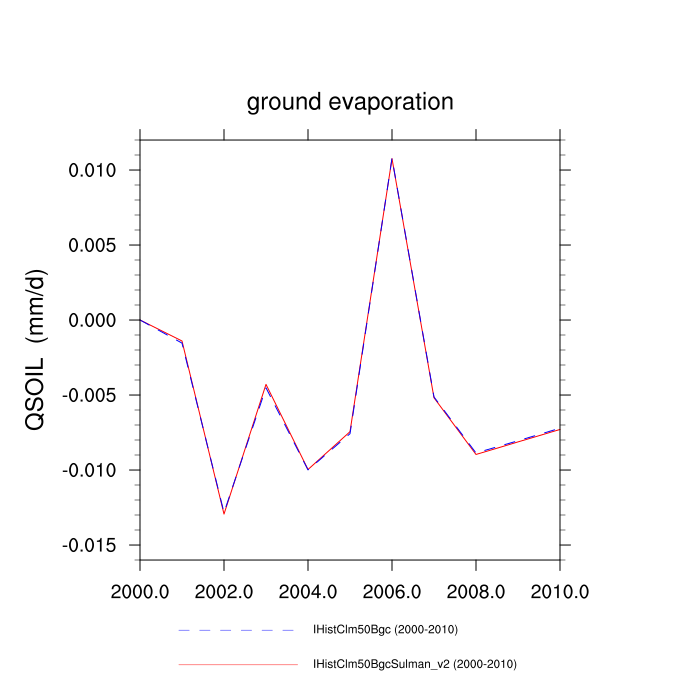 ground evaporation
QSOIL (mm/d)
0.010
0.005
0.000
-0.005
-0.010
-0.015
2000.0 2002.0 2004.0 2006.0 2008.0 2010.0
IHistClm50Bgc (2000-2010)
IHistClm50BgcSulman_v2 (2000-2010)